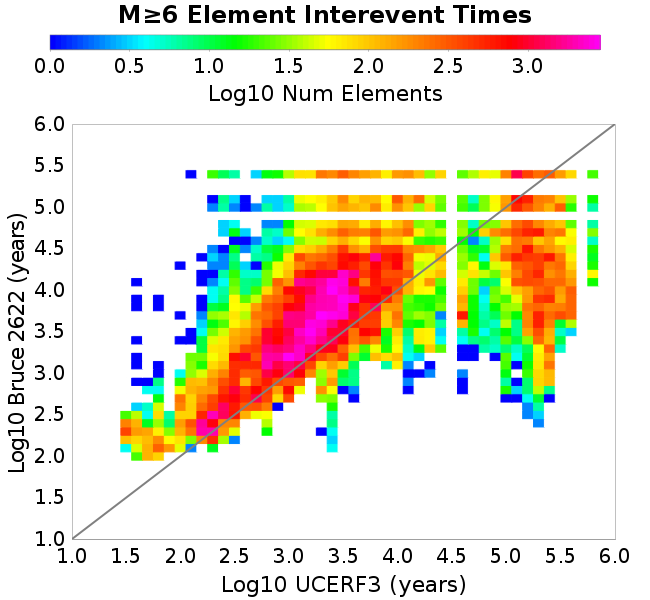 M≥6 Element Interevent Times
0.0 0.5 1.0 1.5 2.0 2.5 3.0
Log10 Num Elements
6.0
5.5
5.0
4.5
4.0
3.5
3.0
2.5
2.0
1.5
1.0
Log10 Bruce 2622 (years)
1.0 1.5 2.0 2.5 3.0 3.5 4.0 4.5 5.0 5.5 6.0
Log10 UCERF3 (years)